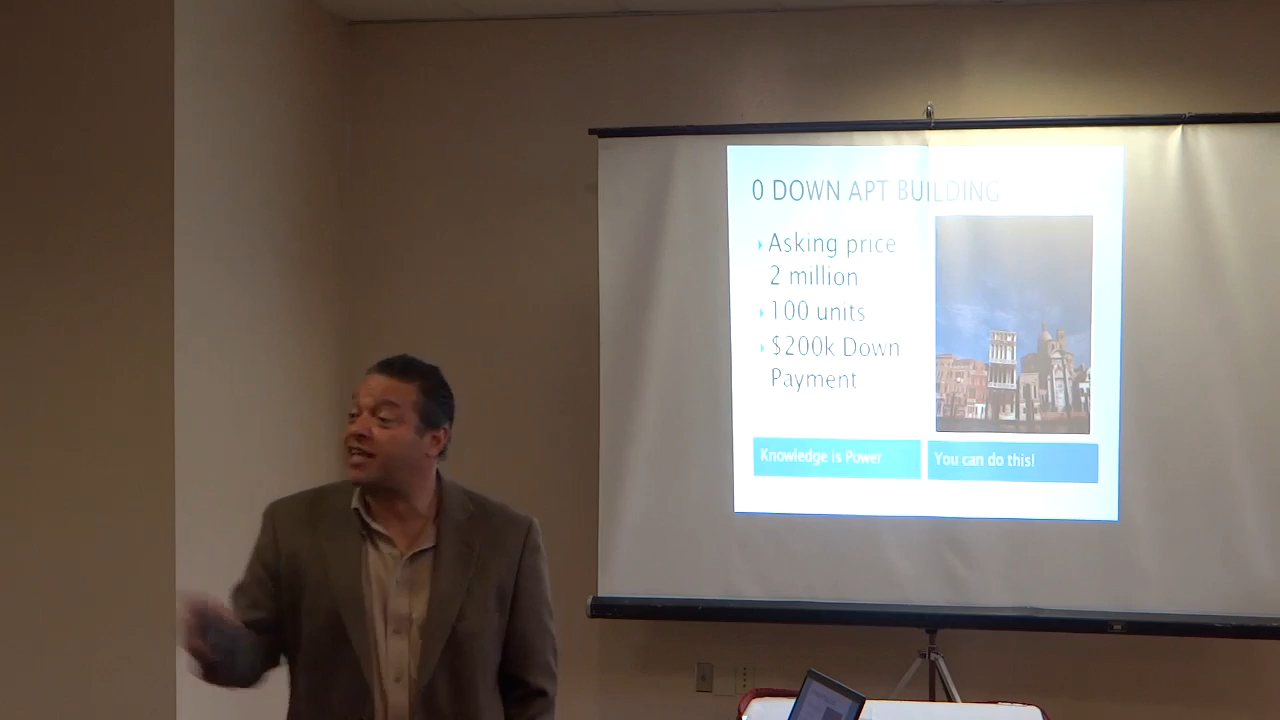 0 DOWN APT BUILDING
Asking price
2 million
100 units
$200k Down
Payment
Knowledge is Power
You can do this!